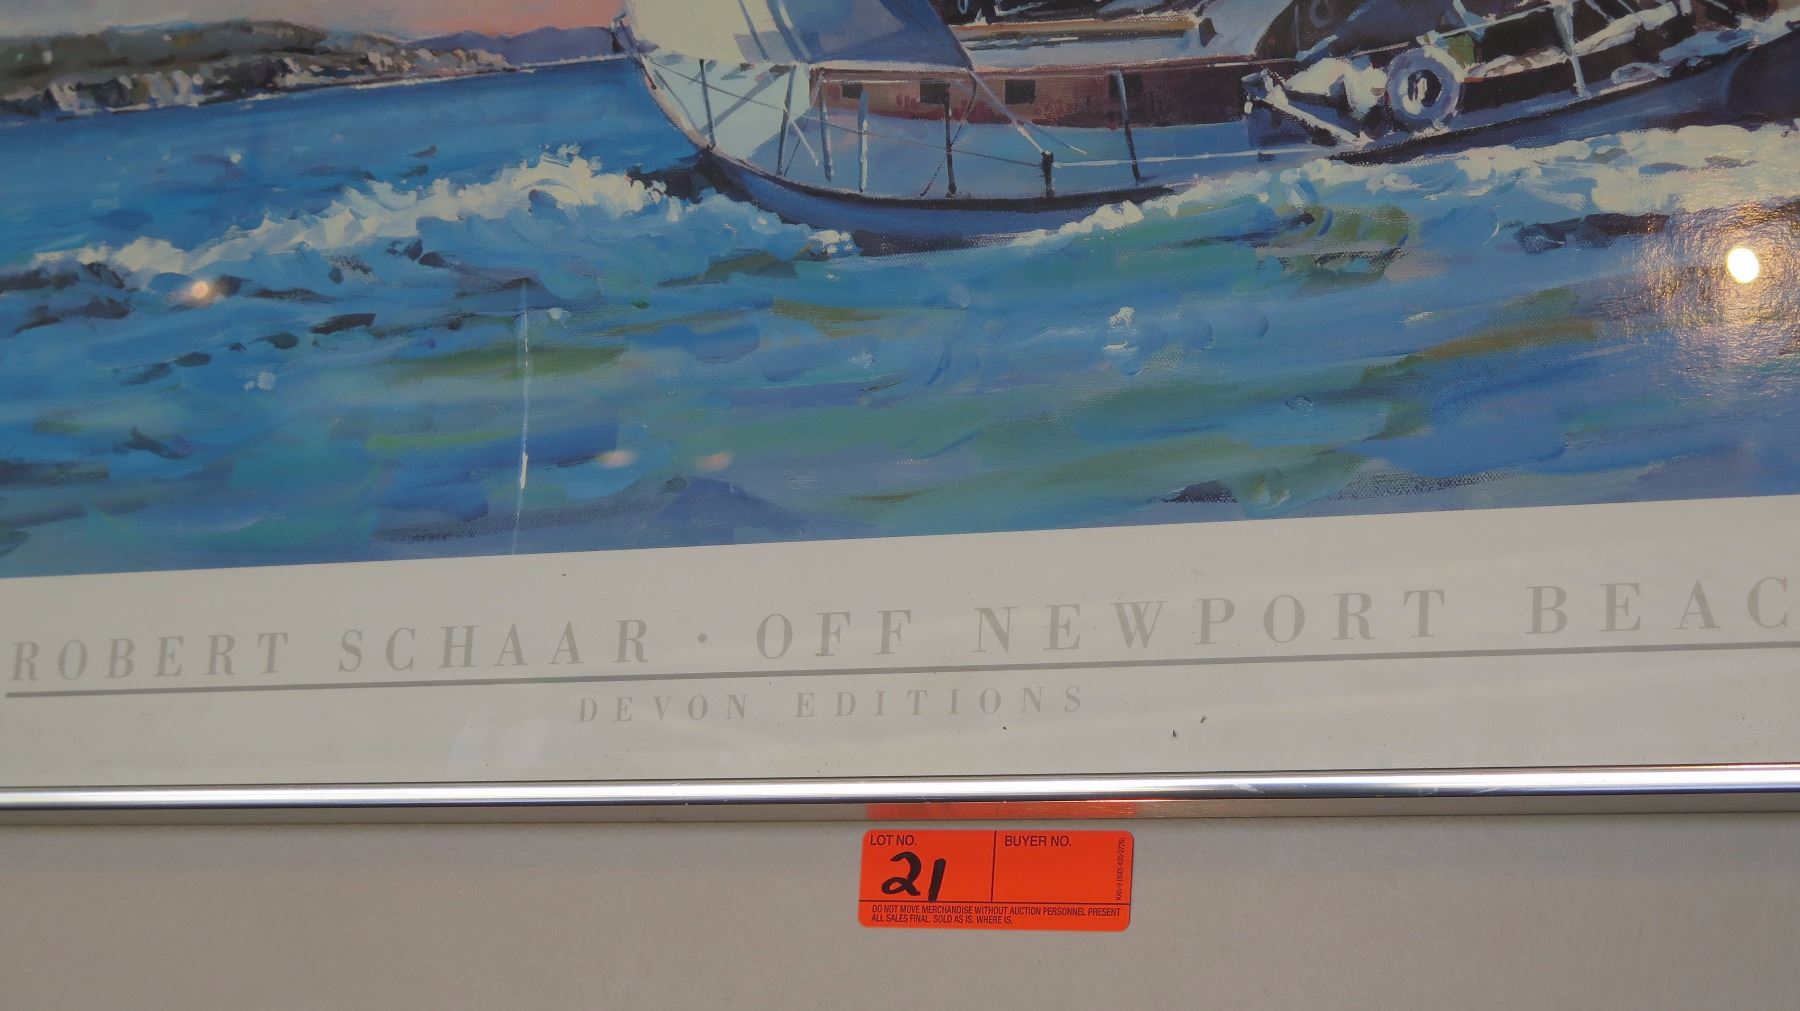 ROBERT SCHAAR · OFF NEWPORT BEAC
DEVON EDITIONS
LOT NO.
21
BUYER NO.
DO NOT MOVE MERCHANDISE WITHOUT AUCTION PERSONNEL PRESENT
ALL SALES FINAL. SOLD AS IS. WHERE IS.